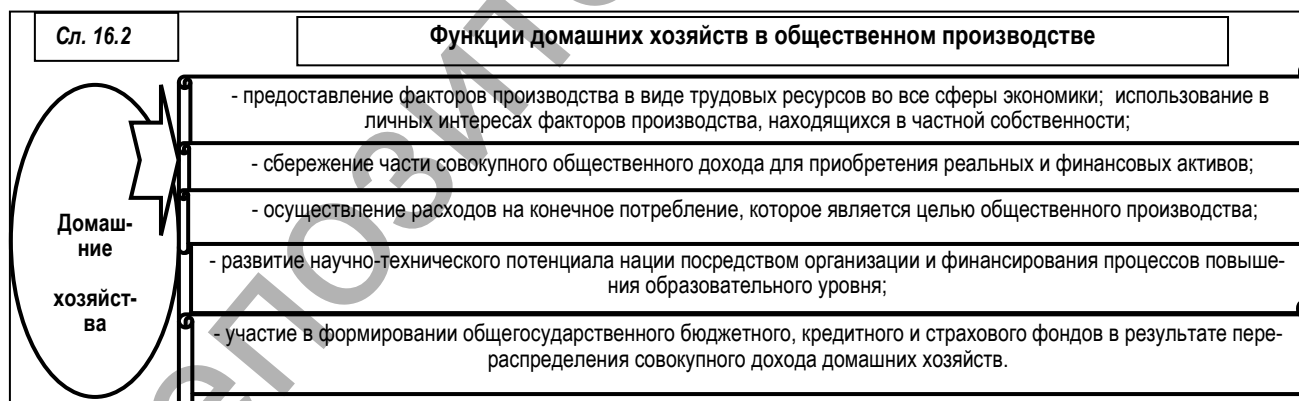 Сл. 16.2
Функции домашних хозяйств в общественном производстве
- предоставление факторов производства в виде трудовых ресурсов во все сферы экономики; использование в
личных интересах факторов производства, находящихся в частной собственности;
- сбережение части совокупного общественного дохода для приобретения реальных и финансовых активов;
- осуществление расходов на конечное потребление, которое является целью общественного производства;
Домаш-
ние
хозяйст-
ва
- развитие научно-технического потенциала нации посредством организации и финансирования процессов повыше-
ния образовательного уровня;
- участие в формировании общегосударственного бюджетного, кредитного и страхового фондов в результате пере-
распределения совокупного дохода домашних хозяйств.